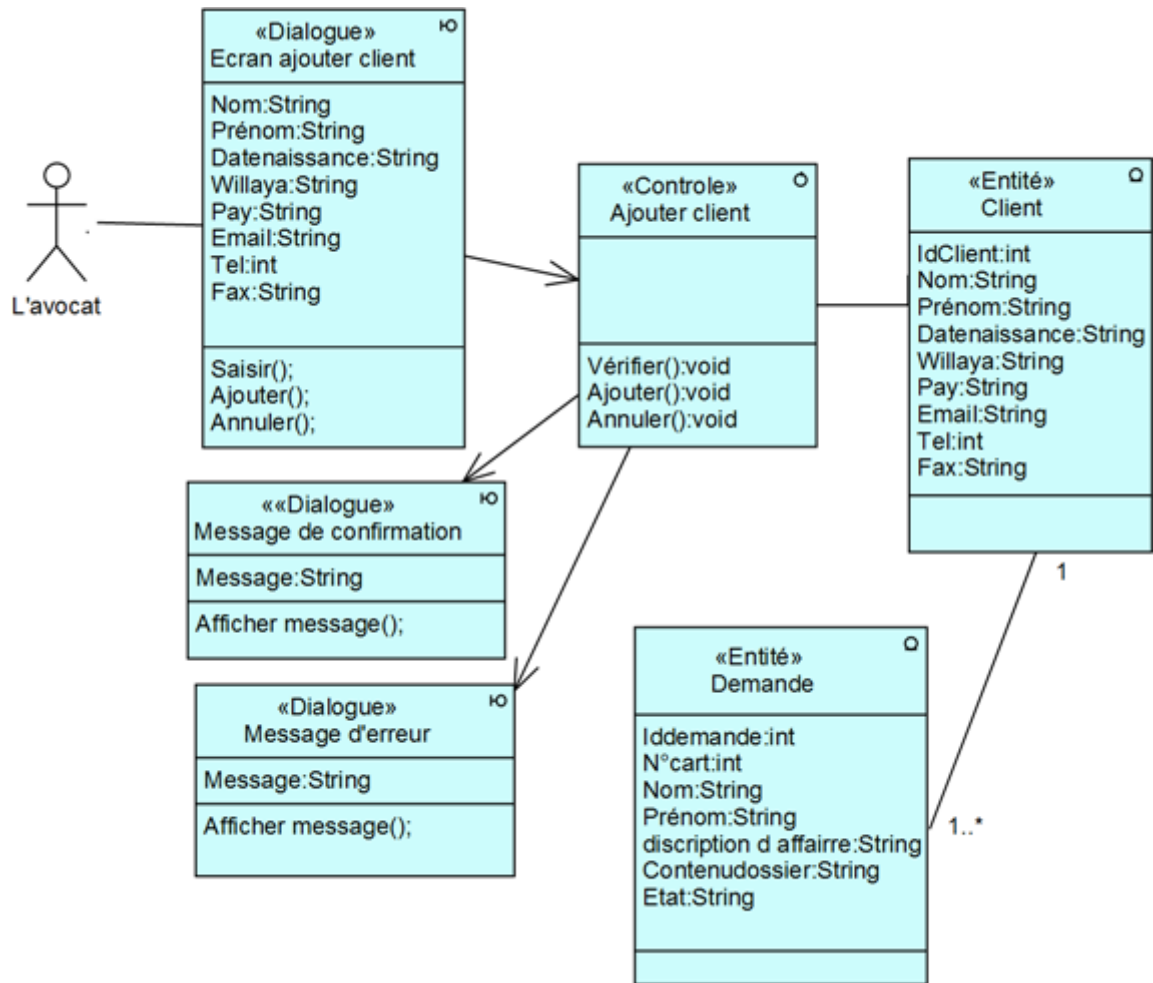 «Dialogue»
Ecran ajouter client
Nom:String
Prénom:String
Datenaissance:String
Willaya:String
Pay:String
Email:String
Tel:int
Fax:String
Saisir();
Ajouter();
Annuler();
L'avocat
«Controle»
Ajouter client
Vérifier():void
Ajouter():void
Annuler():void
«Entité»
Client
IdClient:int
Nom:String
Prénom:String
Datenaissance:String
Willaya:String
Pay:String
Email:String
Tel:int
Fax:String
««Dialogue»
Message de confirmation
Message:String
Afficher message();
«Dialogue»
Message d'erreur
Message:String
Afficher message();
1
1..*
«Entité»
Demande
Iddemande:int
N°cart:int
Nom:String
Prénom:String
discription d affairre:String
Contenudossier:String
Etat:String